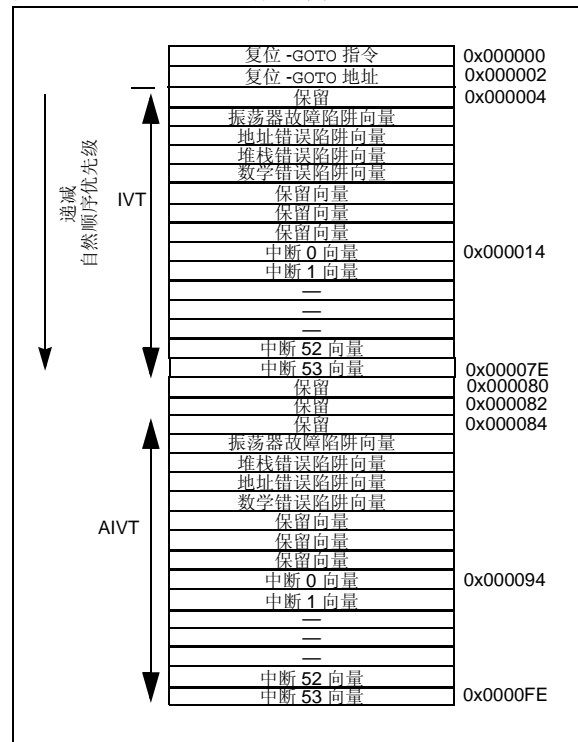 复位 -GOTO 指令 0x000000
复位 -GOTO 地址 0x000002
保留 0x000004
振荡器故障陷阱向量
地址错误陷阱向量
堆栈错误陷阱向量
数学错误陷阱向量
保留向量
保留向量
保留向量
中断 0 向量 0x000014
中断 1 向量
—
—
—
中断 52 向量
中断 53 向量 0x00007E
保留 0x000080
保留 0x000082
保留 0x000084
振荡器故障陷阱向量
堆栈错误陷阱向量
地址错误陷阱向量
数学错误陷阱向量
保留向量
保留向量
保留向量
中断 0 向量 0x000094
中断 1 向量
—
—
—
中断 52 向量
中断 53 向量 0x0000FE
递减
自然顺序优先级
IVT
AIVT